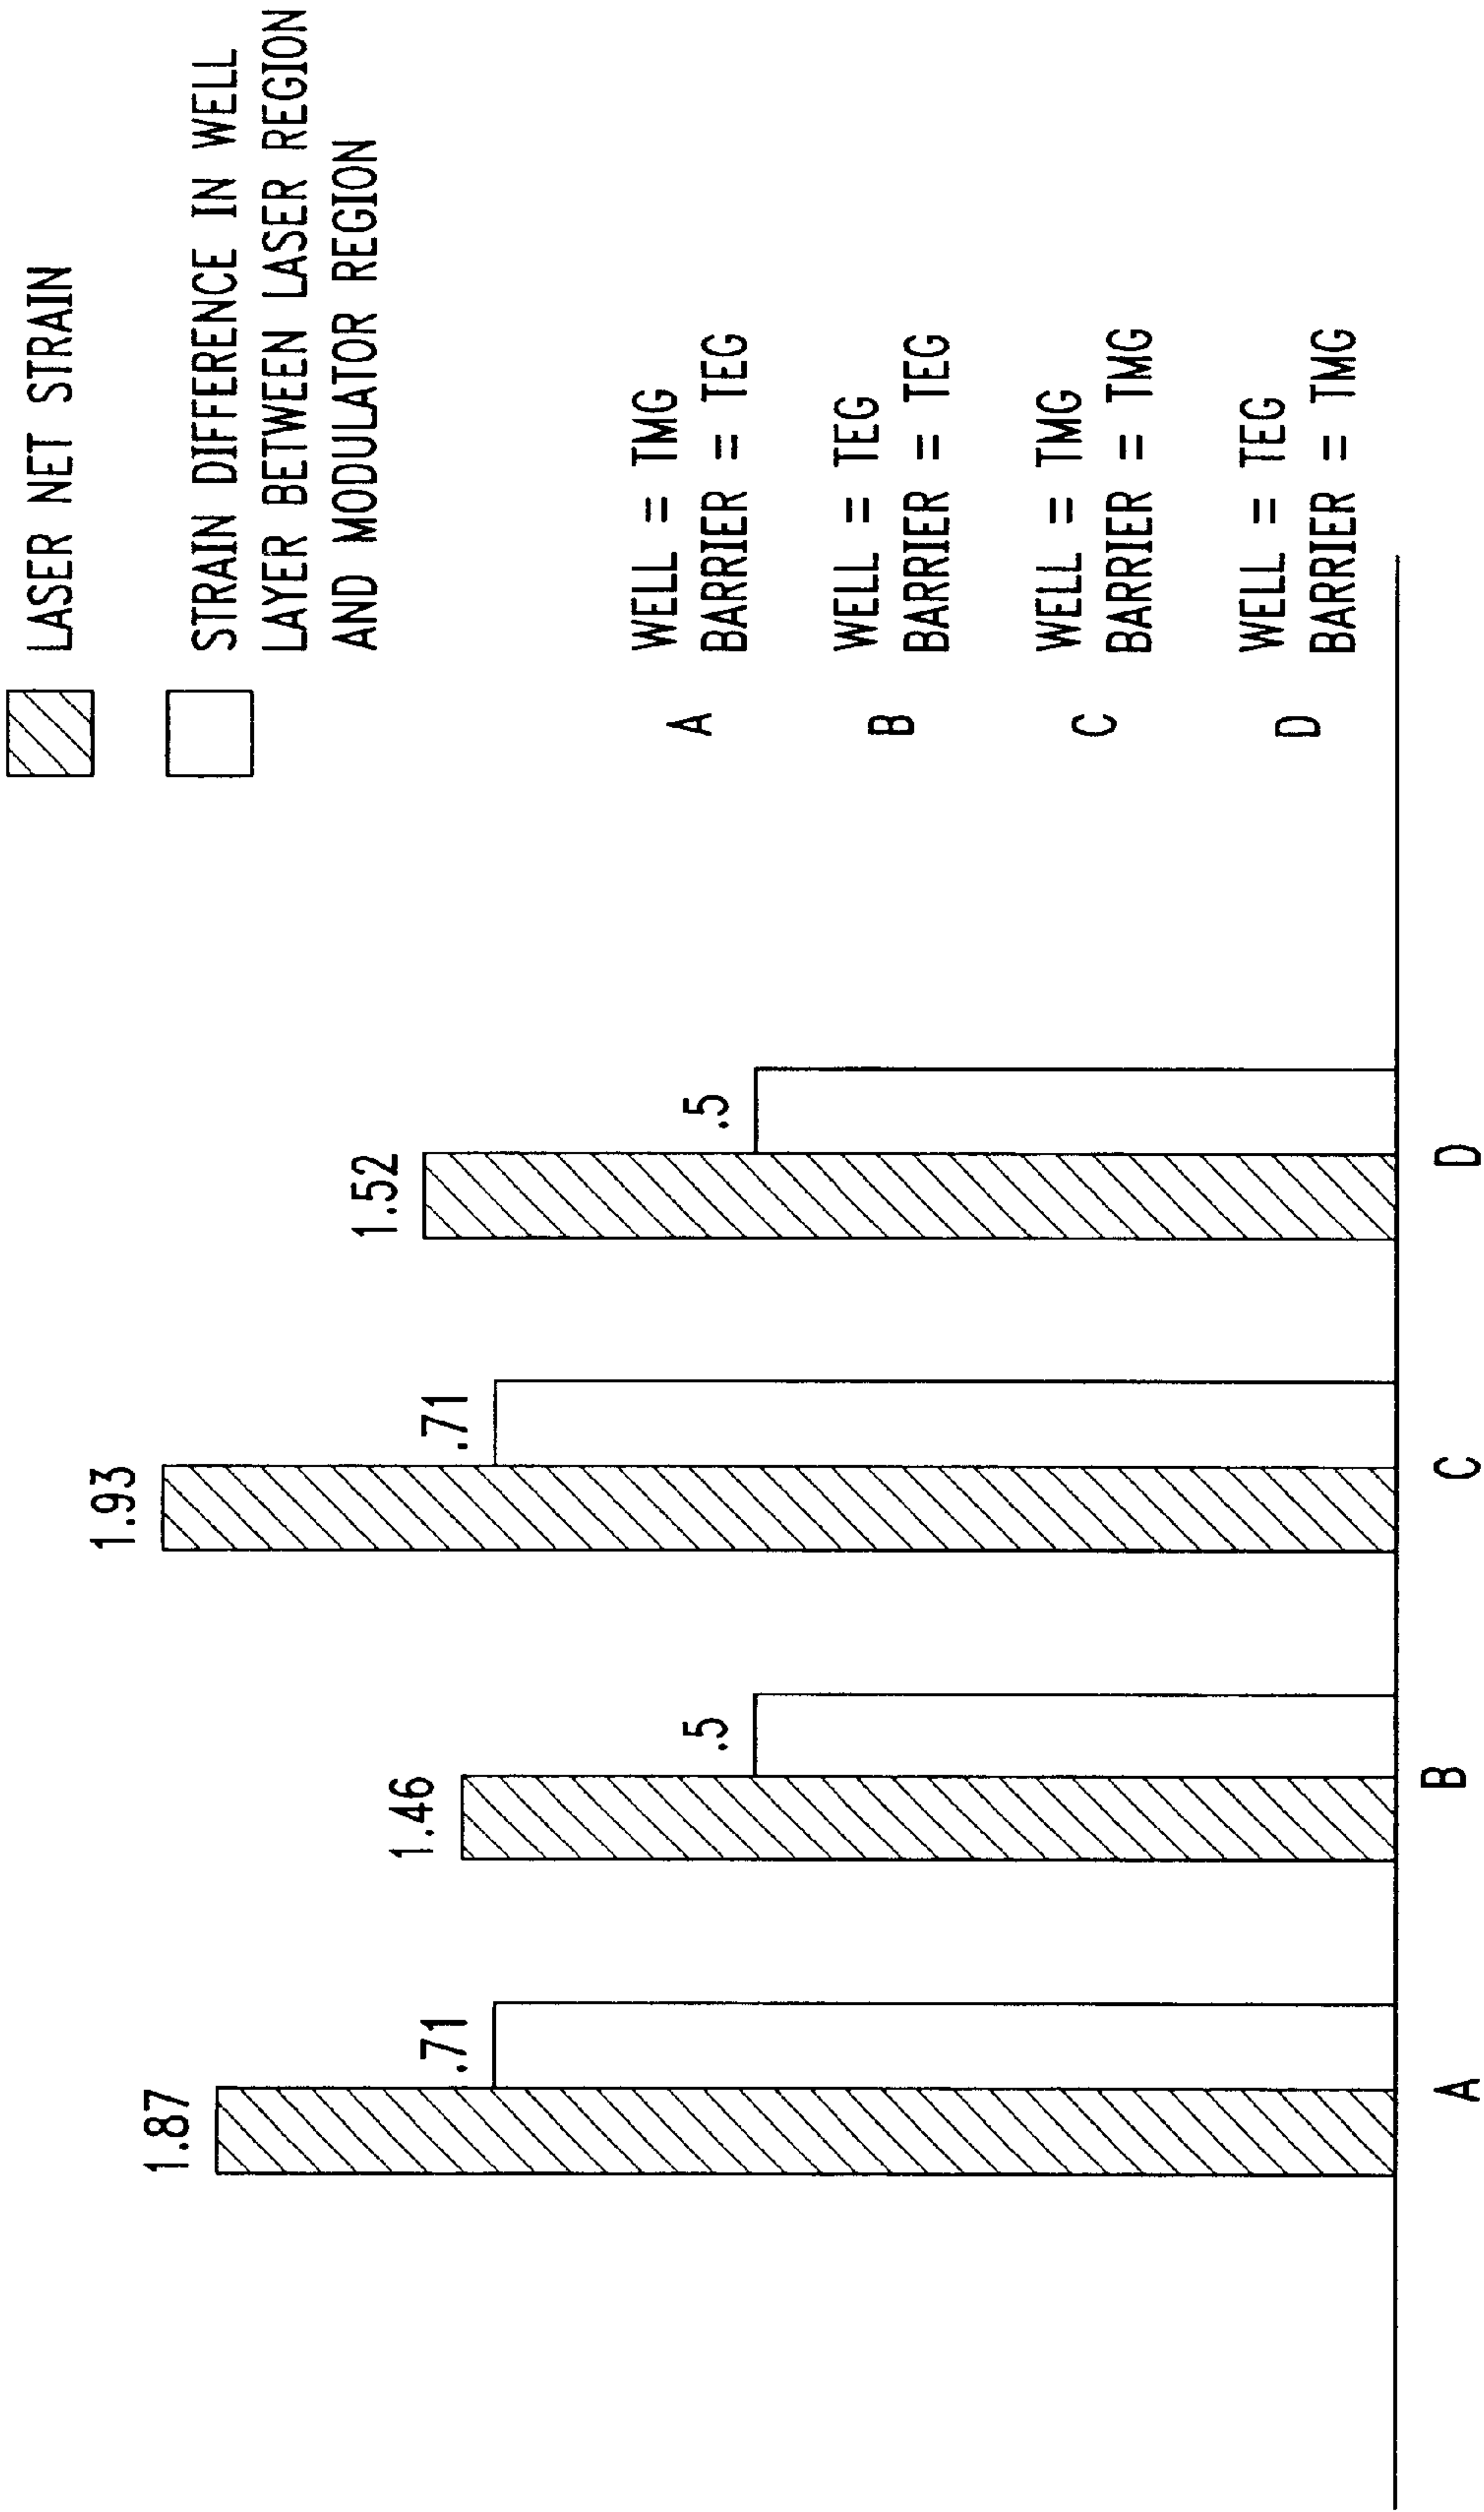 LASER NET STRAIN
STRAIN DIFFERENCE IN WELL
LAYER BETWEEN LASER REGION
AND MODULATOR REGION
A
WELL = TMG
BARRIER = TEG
B
WELL = TEG
BARRIER = TEG
C
WELL = TMG
BARRIER = TMG
D
WELL = TEG
BARRIER = TMG
1.87
.71
1.46
.5
1.93
.71
1.52
.5
A
B
C
D